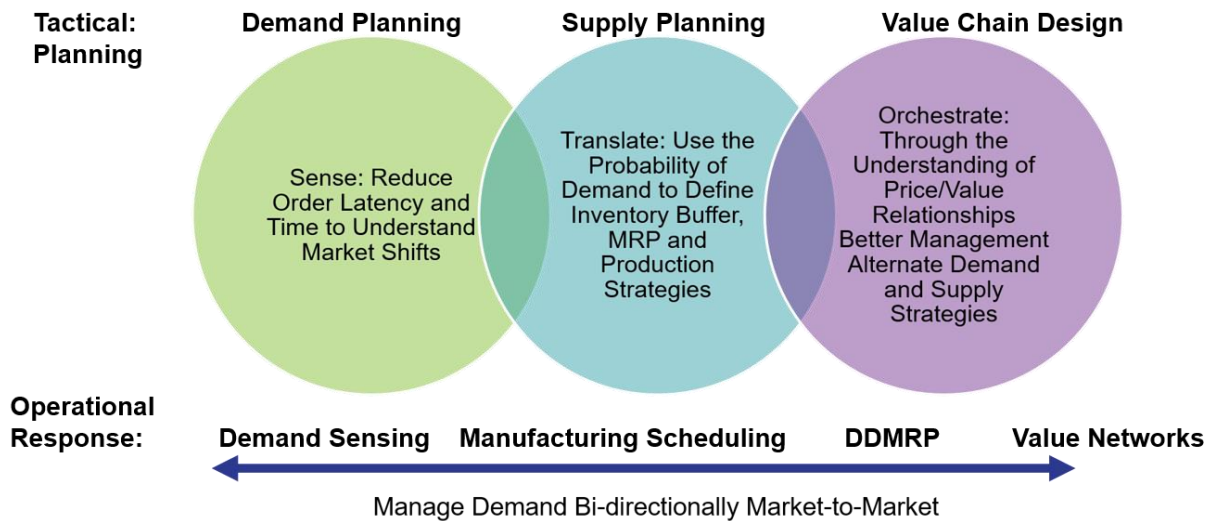 Tactical:
Planning
Demand Planning
Supply Planning
Value Chain Design
Sense: Reduce
Order Latency and
Time to Understand
Market Shifts
Translate: Use the
Probability of
Demand to Define
Inventory Buffer,
MRP and
Production
Strategies
Orchestrate:
Through the
Understanding of
Price/Value
Relationships
Better Management
Alternate Demand
and Supply
Strategies
Operational
Response:
Demand Sensing
Manufacturing Scheduling
DDMRP
Value Networks
Manage Demand Bi-directionally Market-to-Market